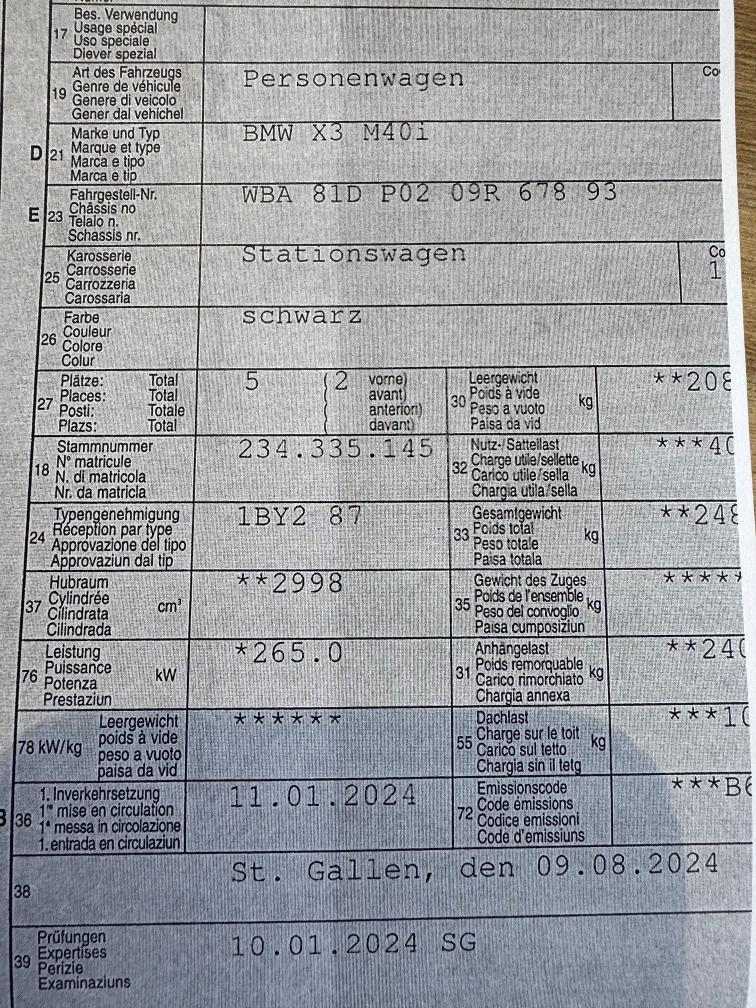 17 Bes. Verwendung
Usage spécial
Uso speciale
Diever spezial
19 Art des Fahrzeugs
Genre de véhicule
Genere di veicolo
Gener dal vehichel
Personenwagen
Co
D 21 Marke und Typ
Marque et type
Marca e tipo
Marca e tip
BMW X3 M40i
E 23 Fahrgestell-Nr.
Châssis no
Telaio n.
Schassis nr.
WBA 81D P02 09R 678 93
25 Karosserie
Carrosserie
Carrozzeria
Carossaria
Stationswagen
Co
1
26 Farbe
Couleur
Colore
Colur
schwarz
27 Plätze: Total
Places: Total
Posti: Totale
Plazs: Total
5 (2 vorne)
avant)
anteriori)
davant)
30 Leergewicht
Poids à vide
Peso a vuoto
Paisa da vid
kg
**208
18 Stammnummer
N° matricule
N. di matricola
Nr. da matricla
234.335.145
32 Nutz-/Sattellast
Charge utile/sellette
Carico utile/sella
Chargia utila/sella
kg
***40
24 Typengenehmigung
Réception par type
Approvazione del tipo
Approvaziun dal tip
1BY2 87
33 Gesamtgewicht
Poids total
Peso totale
Paisa totala
kg
**248
37 Hubraum
Cylindrée
Cilindrata
Cilindrada
cm³
**2998
35 Gewicht des Zuges
Poids de l'ensemble
Peso del convoglio
Paisa cumposiziun
kg
*****
76 Leistung
Puissance
Potenza
Prestaziun
kW
*265.0
31 Anhängelast
Poids remorquable
Carico rimorchiato
Chargia annexa
kg
**240
78 kW/kg Leergewicht
poids à vide
peso a vuoto
paisa da vid
******
55 Dachlast
Charge sur le toit
Carico sul tetto
Chargia sin il tetg
kg
***10
B 36 1. Inverkehrsetzung
1re mise en circulation
1a messa in circolazione
1. entrada en circulaziun
11.01.2024
72 Emissionscode
Code émissions
Codice emissioni
Code d'emissiuns
***B6
38 St. Gallen, den 09.08.2024
39 Prüfungen
Expertises
Perizie
Examinaziuns
10.01.2024 SG